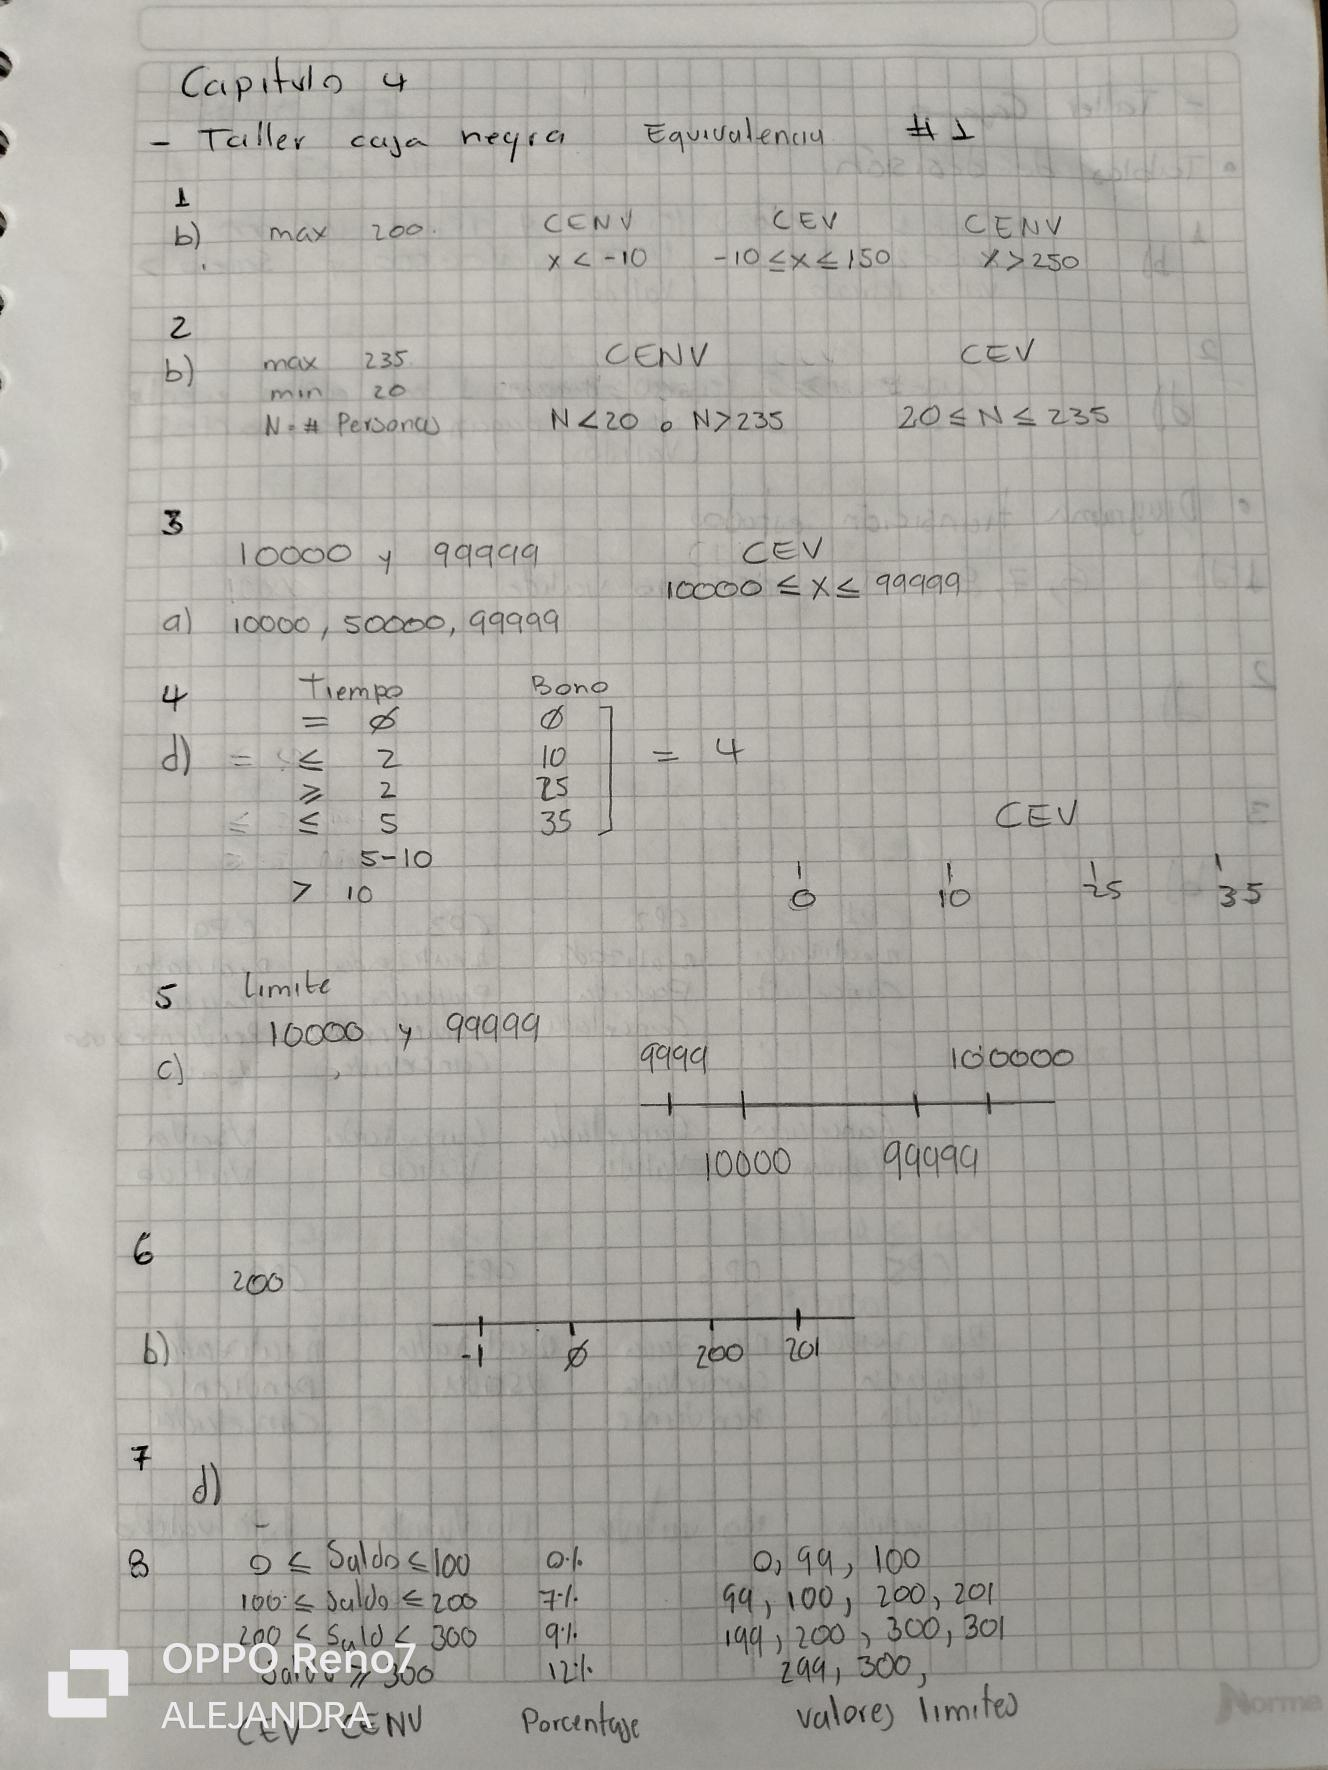 Capitulo 4
- Taller caja negra Equivalencia #1
1
b) max 200. CENV CEV CENV
x < -10 -10 ≤ x ≤ 150 x > 250
2
b) max 235. CENV CEV
min 20
N = # Personas N < 20 o N > 235 20 ≤ N ≤ 235
3
10000 y 99999 CEV
10000 ≤ x ≤ 99999
a) 10000, 50000, 99999
4 Tiempo Bono
= Ø Ø
d) = ≤ 2 10 = 4
≥ 2 25
≤ ≤ 5 35 CEV
5-10
> 10 0 10 25 35
5 limite
10000 y 99999
c) 9999 100000
10000 99999
6
200
b) -1 Ø 200 201
7
d)
8 0 ≤ Saldo ≤ 100 0% 0, 99, 100
100 ≤ Saldo ≤ 200 7% 99, 100, 200, 201
200 < Sald < 300 9% 199, 200, 300, 301
Saldo ≥ 300 12% 299, 300,
CEV - CENV Porcentaje valores limites
OPPO Reno7
ALEJANDRA
Norma